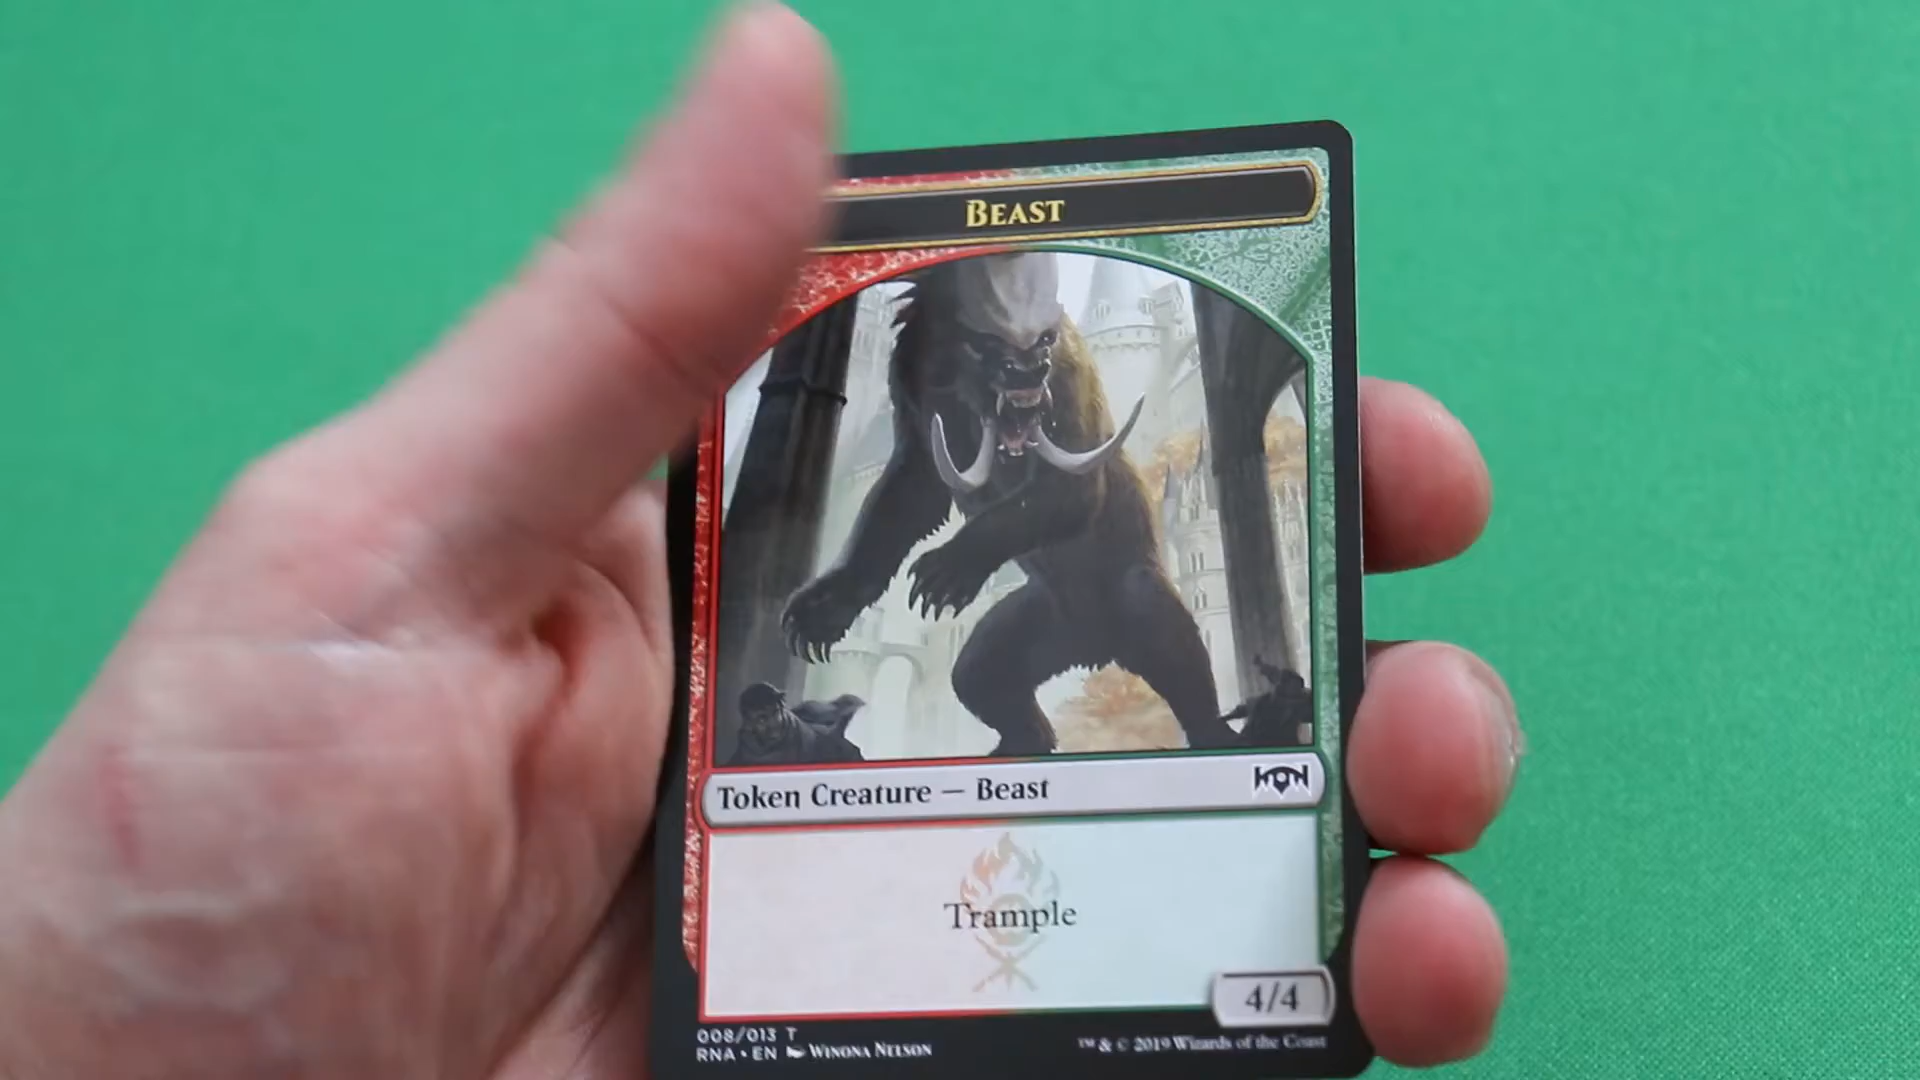 BEAST
Token Creature — Beast
Trample
4/4
008/013 T
RNA • EN WINONA NELSON
™ & © 2019 Wizards of the Coast